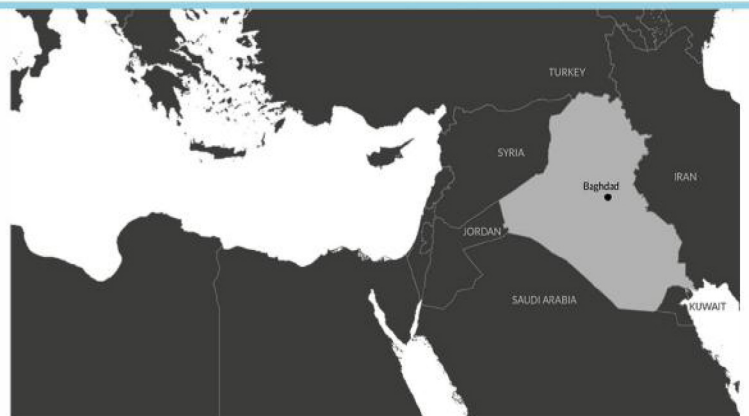 TURKEY
SYRIA
IRAN
Baghdad
JORDAN
SAUDI ARABIA
KUWAIT